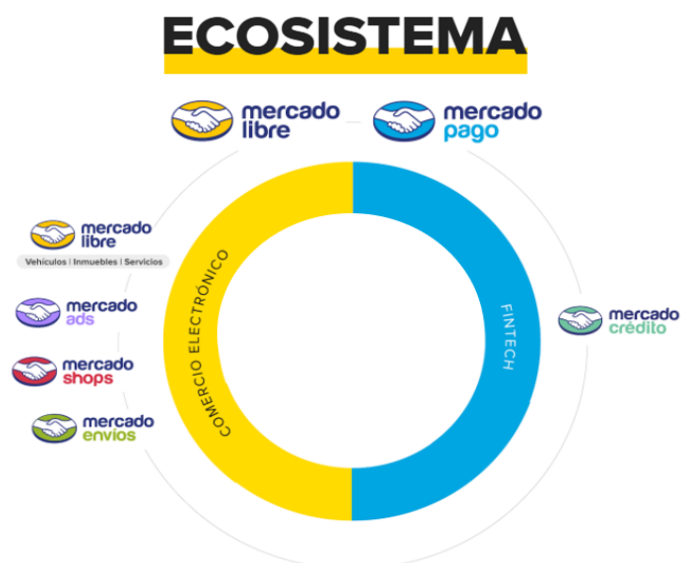 ECOSISTEMA
mercado
libre
mercado
pago
mercado
libre
Vehículos | Inmuebles | Servicios
mercado
ads
mercado
shops
mercado
envíos
COMERCIO ELECTRÓNICO
FINTECH
mercado
crédito